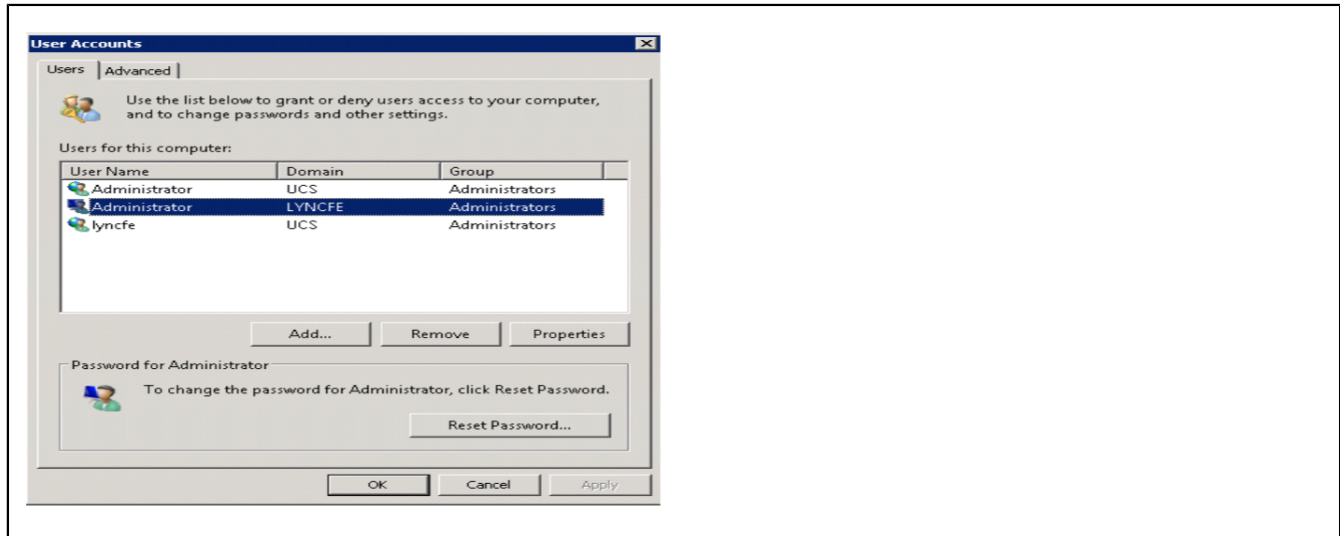 User Accounts
Users Advanced
Use the list below to grant or deny users access to your computer,
and to change passwords and other settings.
Users for this computer:
User Name Domain Group
Administrator UCS Administrators
Administrator LYNCFE Administrators
lyncfe UCS Administrators
Add... Remove Properties
Password for Administrator
To change the password for Administrator, click Reset Password.
Reset Password...
OK Cancel Apply